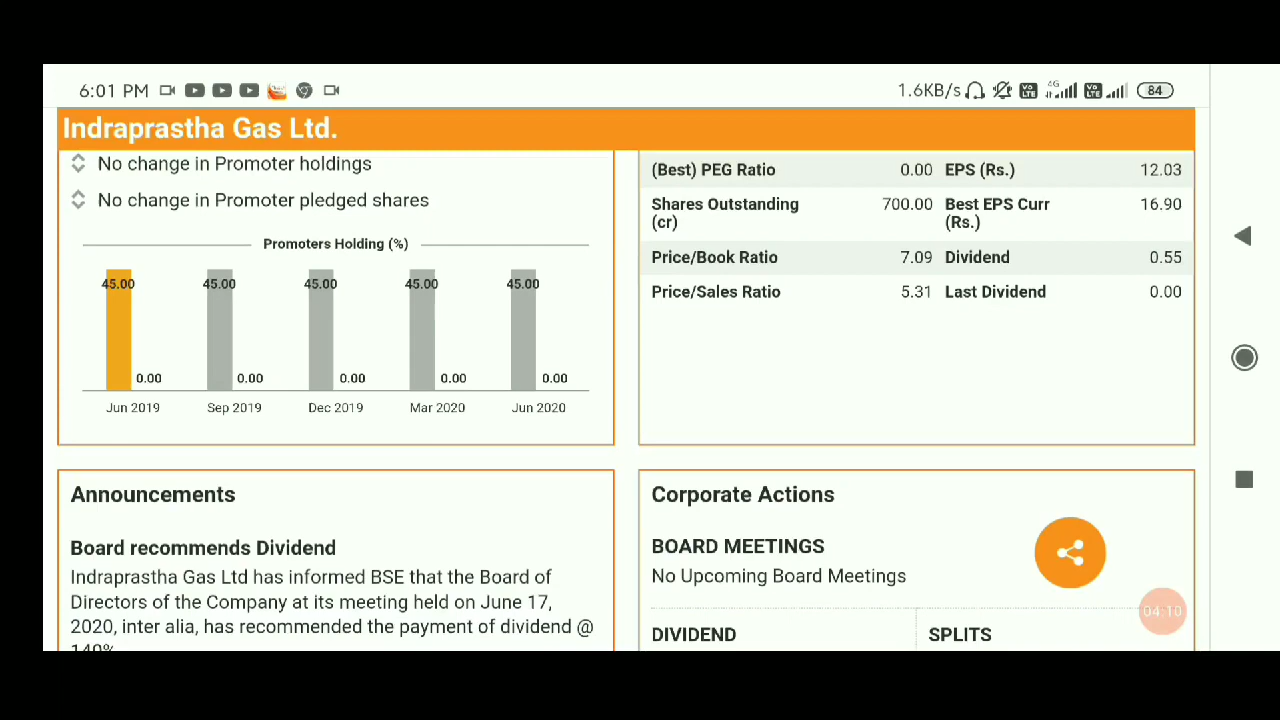 6:01 PM
1.6KB/s
4G
VO LTE
VO LTE
84
Indraprastha Gas Ltd.
No change in Promoter holdings
No change in Promoter pledged shares
Promoters Holding (%)
45.00 45.00 45.00 45.00 45.00
0.00 0.00 0.00 0.00 0.00
Jun 2019 Sep 2019 Dec 2019 Mar 2020 Jun 2020
(Best) PEG Ratio 0.00 EPS (Rs.) 12.03
Shares Outstanding 700.00 Best EPS Curr 16.90
(cr) (Rs.)
Price/Book Ratio 7.09 Dividend 0.55
Price/Sales Ratio 5.31 Last Dividend 0.00
Announcements
Board recommends Dividend
Indraprastha Gas Ltd has informed BSE that the Board of
Directors of the Company at its meeting held on June 17,
2020, inter alia, has recommended the payment of dividend @
Corporate Actions
BOARD MEETINGS
No Upcoming Board Meetings
04:10
DIVIDEND SPLITS